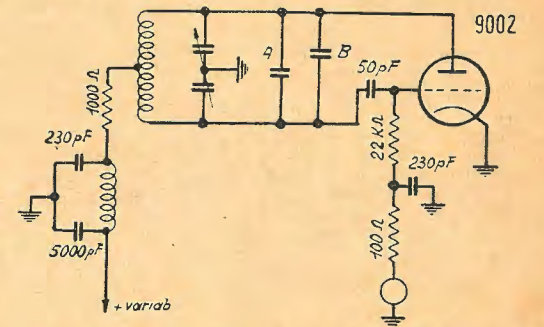 9002
A
B
50pF
1000 Ω
22 KΩ
230pF
230pF
5000pF
100 Ω
+ variab